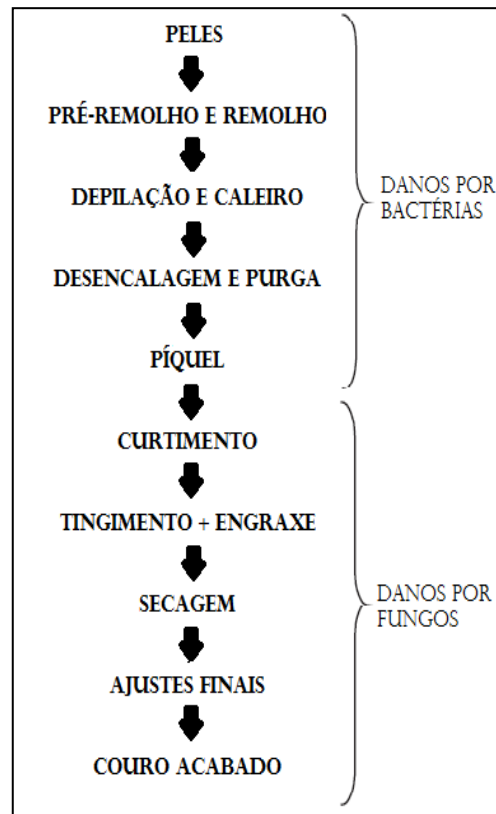 PELES
PRÉ-REMOLHO E REMOLHO
DEPILAÇÃO E CALEIRO
DESENCALAGEM E PURGA
PÍQUEL
CURTIMENTO
TINGIMENTO + ENGRAXE
SECAGEM
AJUSTES FINAIS
COURO ACABADO
DANOS POR
BACTÉRIAS
DANOS POR
FUNGOS